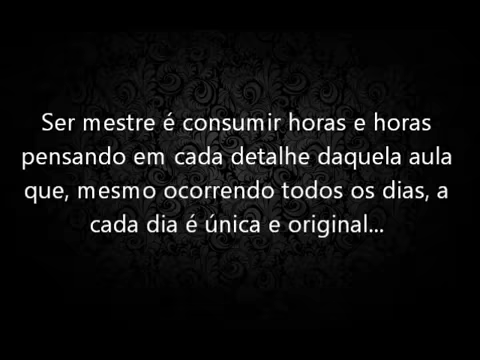 Ser mestre é consumir horas e horas
pensando em cada detalhe daquela aula
que, mesmo ocorrendo todos os dias, a
cada dia é única e original...